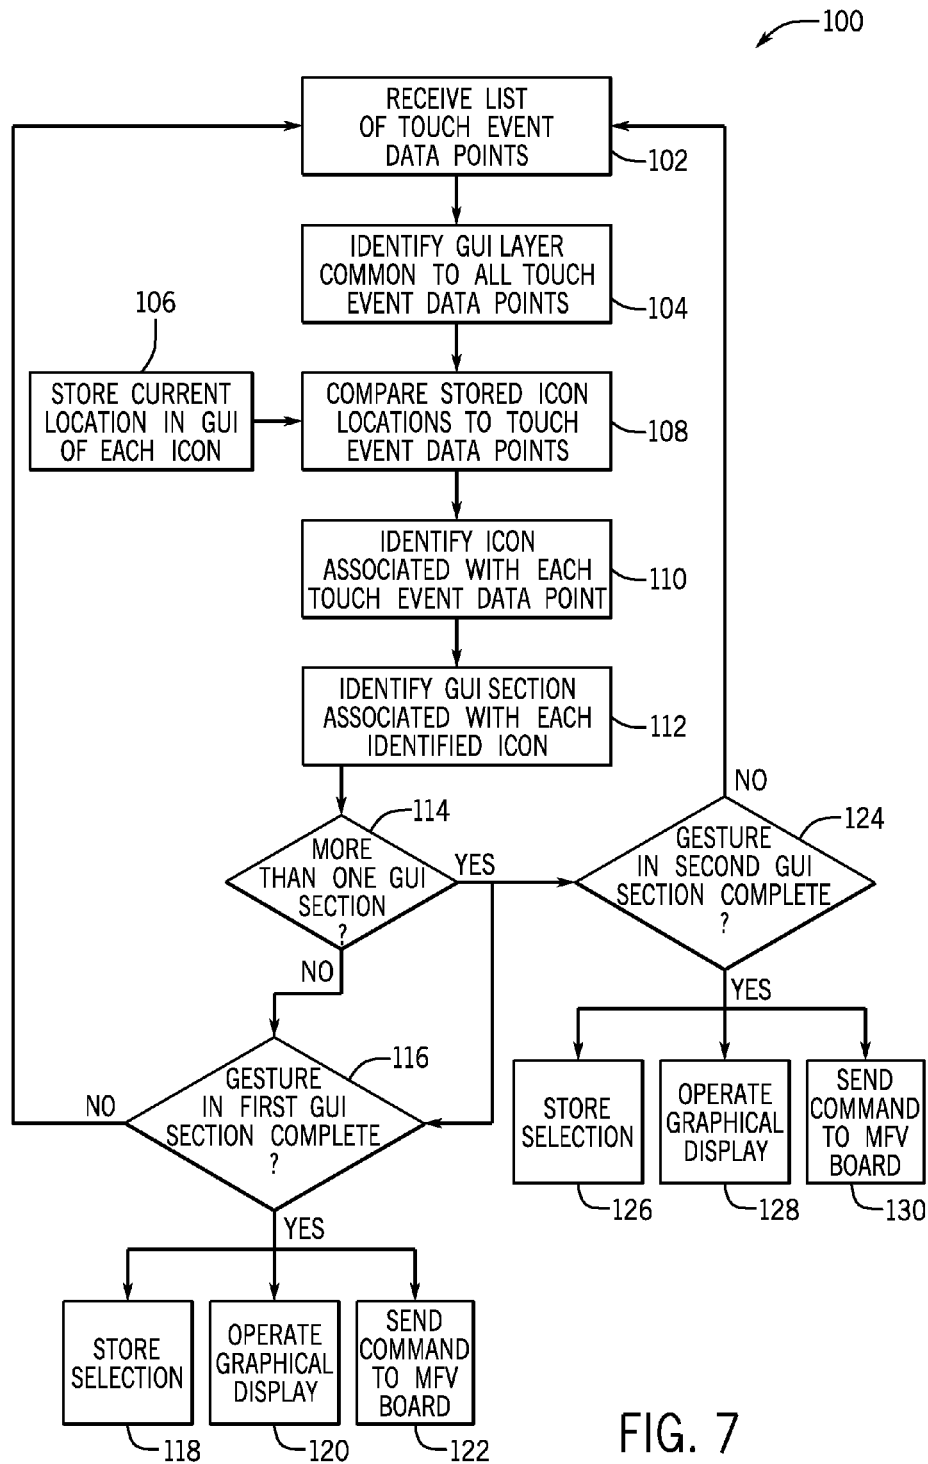 100
RECEIVE LIST
OF TOUCH EVENT
DATA POINTS
102
IDENTIFY GUI LAYER
COMMON TO ALL TOUCH
EVENT DATA POINTS
104
106
STORE CURRENT
LOCATION IN GUI
OF EACH ICON
COMPARE STORED ICON
LOCATIONS TO TOUCH
EVENT DATA POINTS
108
IDENTIFY ICON
ASSOCIATED WITH EACH
TOUCH EVENT DATA POINT
110
IDENTIFY GUI SECTION
ASSOCIATED WITH EACH
IDENTIFIED ICON
112
114
MORE
THAN ONE GUI
SECTION
?
YES
NO
NO
124
GESTURE
IN SECOND GUI
SECTION COMPLETE
?
YES
116
GESTURE
IN FIRST GUI
SECTION COMPLETE
?
NO
YES
STORE
SELECTION
126
OPERATE
GRAPHICAL
DISPLAY
128
SEND
COMMAND
TO MFV
BOARD
130
STORE
SELECTION
118
OPERATE
GRAPHICAL
DISPLAY
120
SEND
COMMAND
TO MFV
BOARD
122
FIG. 7